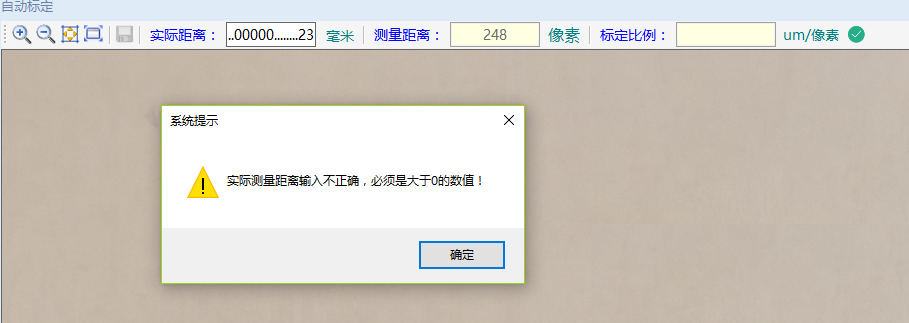 自动标定
实际距离： ..00000........23 毫米 测量距离： 248 像素 标定比例： um/像素
系统提示
实际测量距离输入不正确，必须是大于0的数值！
确定